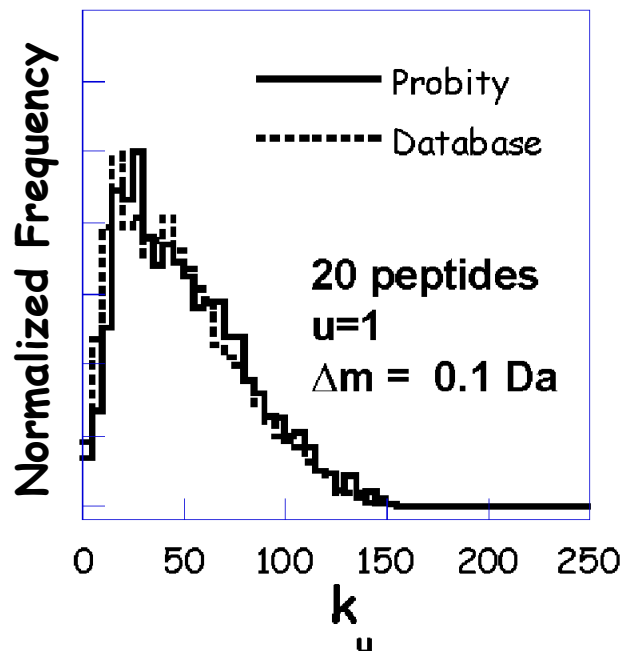 Normalized Frequency
Probity
Database
20 peptides
u=1
Δm = 0.1 Da
0 50 100 150 200 250
k
u